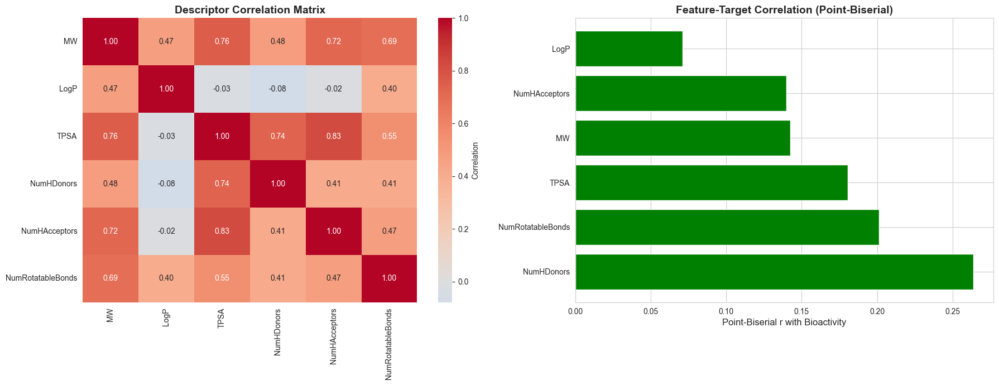 Descriptor Correlation Matrix
MW 1.00 0.47 0.76 0.48 0.72 0.69
LogP 0.47 1.00 -0.03 -0.08 -0.02 0.40
TPSA 0.76 -0.03 1.00 0.74 0.83 0.55
NumHDonors 0.48 -0.08 0.74 1.00 0.41 0.41
NumHAcceptors 0.72 -0.02 0.83 0.41 1.00 0.47
NumRotatableBonds 0.69 0.40 0.55 0.41 0.47 1.00
MW LogP TPSA NumHDonors NumHAcceptors NumRotatableBonds
1.0
0.8
0.6
0.4
0.2
0.0
Correlation
Feature-Target Correlation (Point-Biserial)
LogP
NumHAcceptors
MW
TPSA
NumRotatableBonds
NumHDonors
0.00 0.05 0.10 0.15 0.20 0.25
Point-Biserial r with Bioactivity